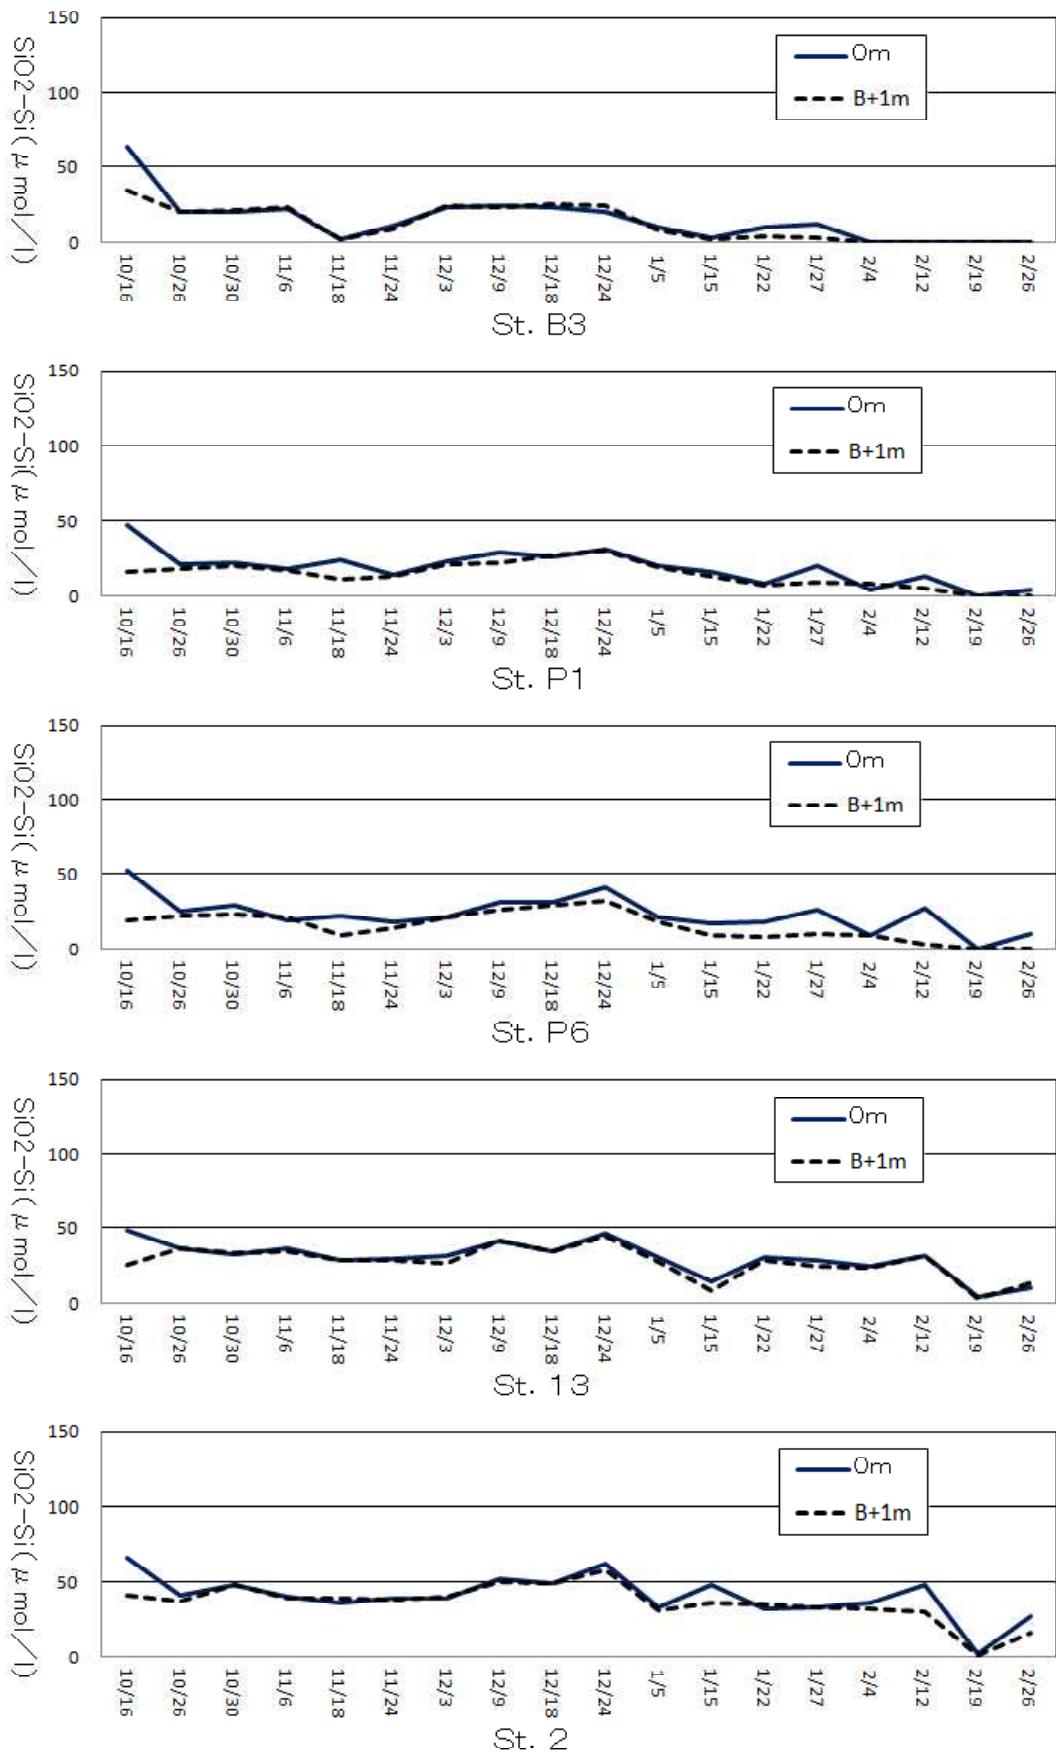 150
100
50
0
SiO2-Si(μmol/l)
0m
B+1m
10/16 10/26 10/30 11/6 11/18 11/24 12/3 12/9 12/18 12/24 1/5 1/15 1/22 1/27 2/4 2/12 2/19 2/26
St. B3
150
100
50
0
SiO2-Si(μmol/l)
0m
B+1m
10/16 10/26 10/30 11/6 11/18 11/24 12/3 12/9 12/18 12/24 1/5 1/15 1/22 1/27 2/4 2/12 2/19 2/26
St. P1
150
100
50
0
SiO2-Si(μmol/l)
0m
B+1m
10/16 10/26 10/30 11/6 11/18 11/24 12/3 12/9 12/18 12/24 1/5 1/15 1/22 1/27 2/4 2/12 2/19 2/26
St. P6
150
100
50
0
SiO2-Si(μmol/l)
0m
B+1m
10/16 10/26 10/30 11/6 11/18 11/24 12/3 12/9 12/18 12/24 1/5 1/15 1/22 1/27 2/4 2/12 2/19 2/26
St. 13
150
100
50
0
SiO2-Si(μmol/l)
0m
B+1m
10/16 10/26 10/30 11/6 11/18 11/24 12/3 12/9 12/18 12/24 1/5 1/15 1/22 1/27 2/4 2/12 2/19 2/26
St. 2